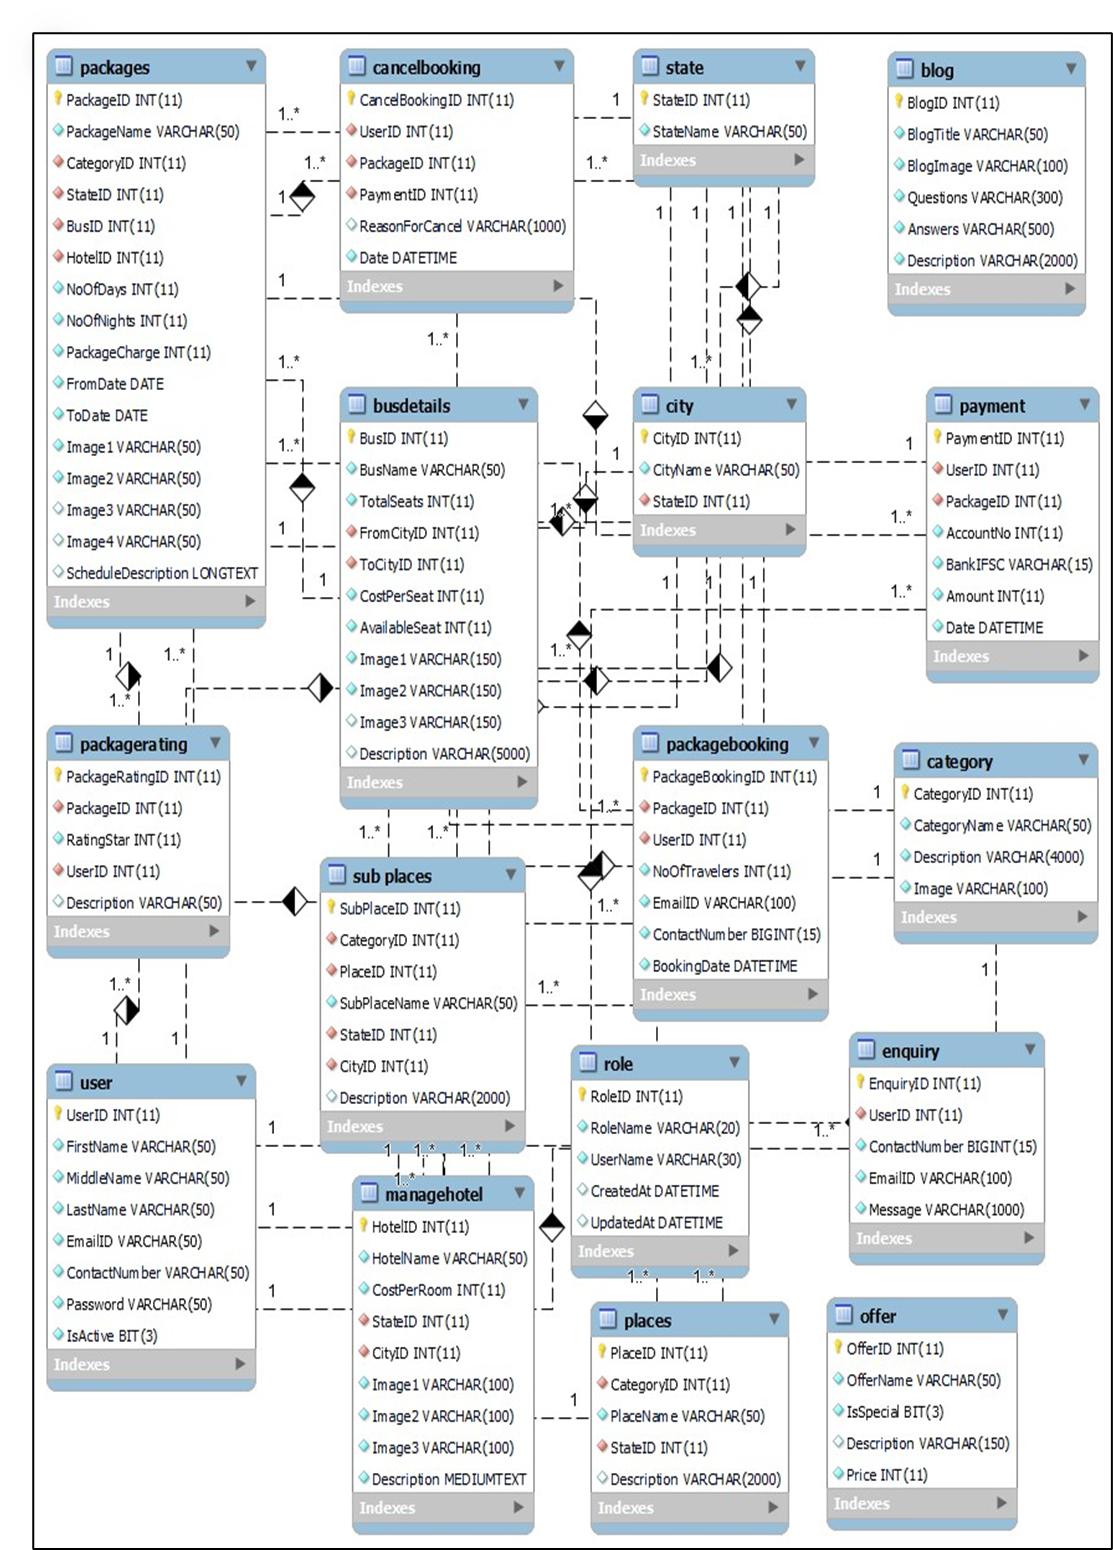 packages
PackageID INT(11)
PackageName VARCHAR(50)
CategoryID INT(11)
StateID INT(11)
BusID INT(11)
HotelID INT(11)
NoOfDays INT(11)
NoOfNights INT(11)
PackageCharge INT(11)
FromDate DATE
ToDate DATE
Image1 VARCHAR(50)
Image2 VARCHAR(50)
Image3 VARCHAR(50)
Image4 VARCHAR(50)
ScheduleDescription LONGTEXT
Indexes
cancelbooking
CancelBookingID INT(11)
UserID INT(11)
PackageID INT(11)
PaymentID INT(11)
ReasonForCancel VARCHAR(1000)
Date DATETIME
Indexes
state
StateID INT(11)
StateName VARCHAR(50)
Indexes
blog
BlogID INT(11)
BlogTitle VARCHAR(50)
BlogImage VARCHAR(100)
Questions VARCHAR(300)
Answers VARCHAR(500)
Description VARCHAR(2000)
Indexes
1..*
1..*
1
1
1..*
1
1..*
1..*
1
1
1..*
1
1
1
1
1..*
busdetails
BusID INT(11)
BusName VARCHAR(50)
TotalSeats INT(11)
FromCityID INT(11)
ToCityID INT(11)
CostPerSeat INT(11)
AvailableSeat INT(11)
Image1 VARCHAR(150)
Image2 VARCHAR(150)
Image3 VARCHAR(150)
Description VARCHAR(5000)
Indexes
city
CityID INT(11)
CityName VARCHAR(50)
StateID INT(11)
Indexes
payment
PaymentID INT(11)
UserID INT(11)
PackageID INT(11)
AccountNo INT(11)
BankIFSC VARCHAR(15)
Amount INT(11)
Date DATETIME
Indexes
1
1
1..*
1..*
1..*
1
1
1
1
1..*
1
1..*
1..*
packagerating
PackageRatingID INT(11)
PackageID INT(11)
RatingStar INT(11)
UserID INT(11)
Description VARCHAR(50)
Indexes
packagebooking
PackageBookingID INT(11)
PackageID INT(11)
UserID INT(11)
NoOfTravelers INT(11)
EmailID VARCHAR(100)
ContactNumber BIGINT(15)
BookingDate DATETIME
Indexes
category
CategoryID INT(11)
CategoryName VARCHAR(50)
Description VARCHAR(4000)
Image VARCHAR(100)
Indexes
1..*
1..*
1..*
1
1
1..*
1..*
1
sub places
SubPlaceID INT(11)
CategoryID INT(11)
PlaceID INT(11)
SubPlaceName VARCHAR(50)
StateID INT(11)
CityID INT(11)
Description VARCHAR(2000)
Indexes
1..*
1
1
user
UserID INT(11)
FirstName VARCHAR(50)
MiddleName VARCHAR(50)
LastName VARCHAR(50)
EmailID VARCHAR(50)
ContactNumber VARCHAR(50)
Password VARCHAR(50)
IsActive BIT(3)
Indexes
role
RoleID INT(11)
RoleName VARCHAR(20)
UserName VARCHAR(30)
CreatedAt DATETIME
UpdatedAt DATETIME
Indexes
enquiry
EnquiryID INT(11)
UserID INT(11)
ContactNumber BIGINT(15)
EmailID VARCHAR(100)
Message VARCHAR(1000)
Indexes
1
1
1
1..*
1
1..*
1..*
1..*
managehotel
HotelID INT(11)
HotelName VARCHAR(50)
CostPerRoom INT(11)
StateID INT(11)
CityID INT(11)
Image1 VARCHAR(100)
Image2 VARCHAR(100)
Image3 VARCHAR(100)
Description MEDIUMTEXT
Indexes
1..*
1..*
1
places
PlaceID INT(11)
CategoryID INT(11)
PlaceName VARCHAR(50)
StateID INT(11)
Description VARCHAR(2000)
Indexes
offer
OfferID INT(11)
OfferName VARCHAR(50)
IsSpecial BIT(3)
Description VARCHAR(150)
Price INT(11)
Indexes